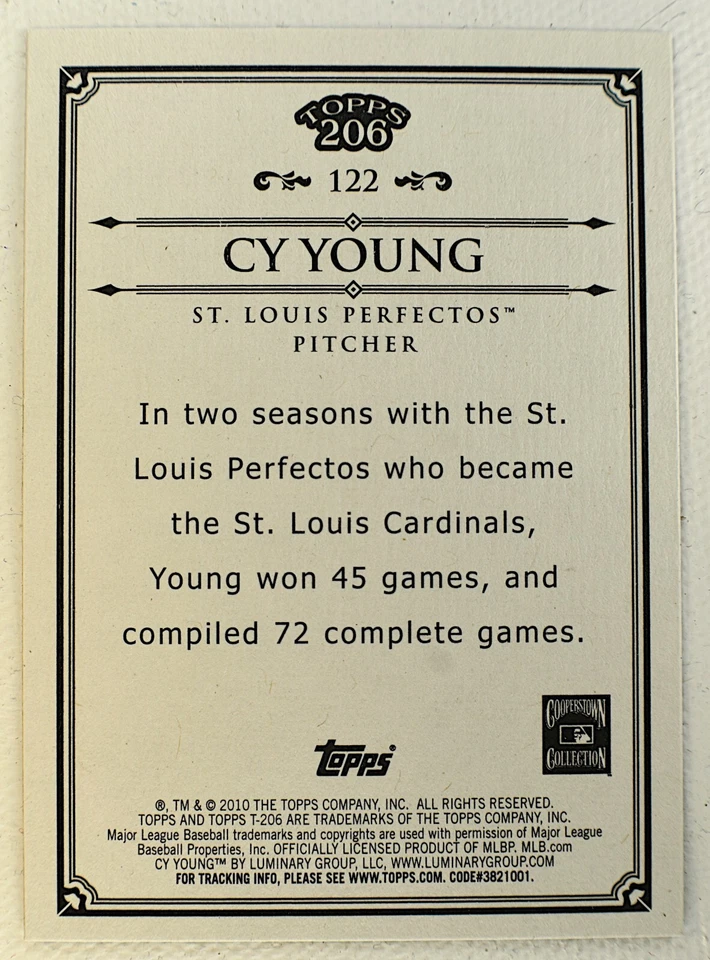 TOPPS
206
122
CY YOUNG
ST. LOUIS PERFECTOS™
PITCHER
In two seasons with the St.
Louis Perfectos who became
the St. Louis Cardinals,
Young won 45 games, and
compiled 72 complete games.
COOPERSTOWN
COLLECTION
topps®
®, TM & © 2010 THE TOPPS COMPANY, INC. ALL RIGHTS RESERVED.
TOPPS AND TOPPS T-206 ARE TRADEMARKS OF THE TOPPS COMPANY, INC.
Major League Baseball trademarks and copyrights are used with permission of Major League
Baseball Properties, Inc. OFFICIALLY LICENSED PRODUCT OF MLBP. MLB.com
CY YOUNG™ BY LUMINARY GROUP, LLC, WWW.LUMINARYGROUP.COM
FOR TRACKING INFO, PLEASE SEE WWW.TOPPS.COM. CODE#3821001.